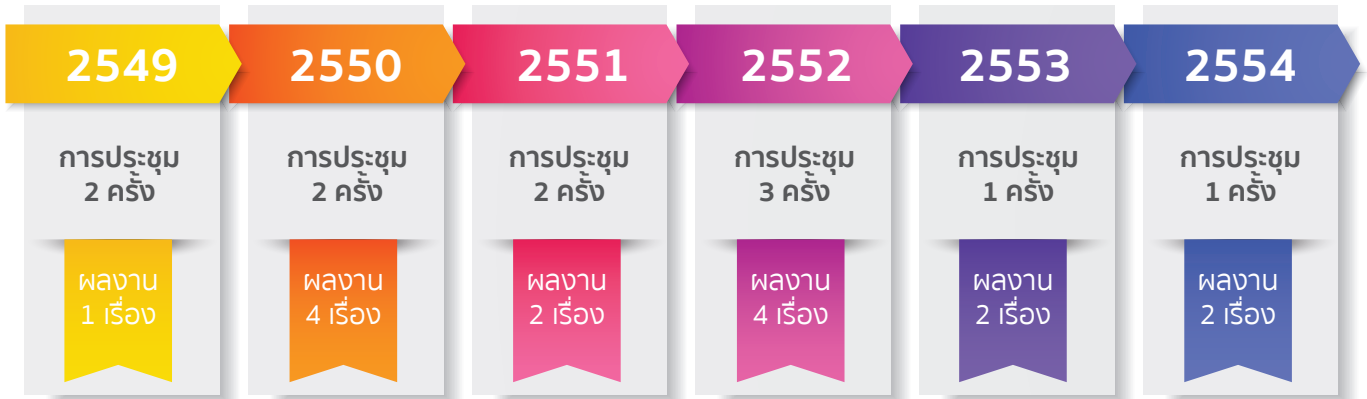 2549
2550
2551
2552
2553
2554
การประชุม
2 ครั้ง
การประชุม
2 ครั้ง
การประชุม
2 ครั้ง
การประชุม
3 ครั้ง
การประชุม
1 ครั้ง
การประชุม
1 ครั้ง
ผลงาน
1 เรื่อง
ผลงาน
4 เรื่อง
ผลงาน
2 เรื่อง
ผลงาน
4 เรื่อง
ผลงาน
2 เรื่อง
ผลงาน
2 เรื่อง